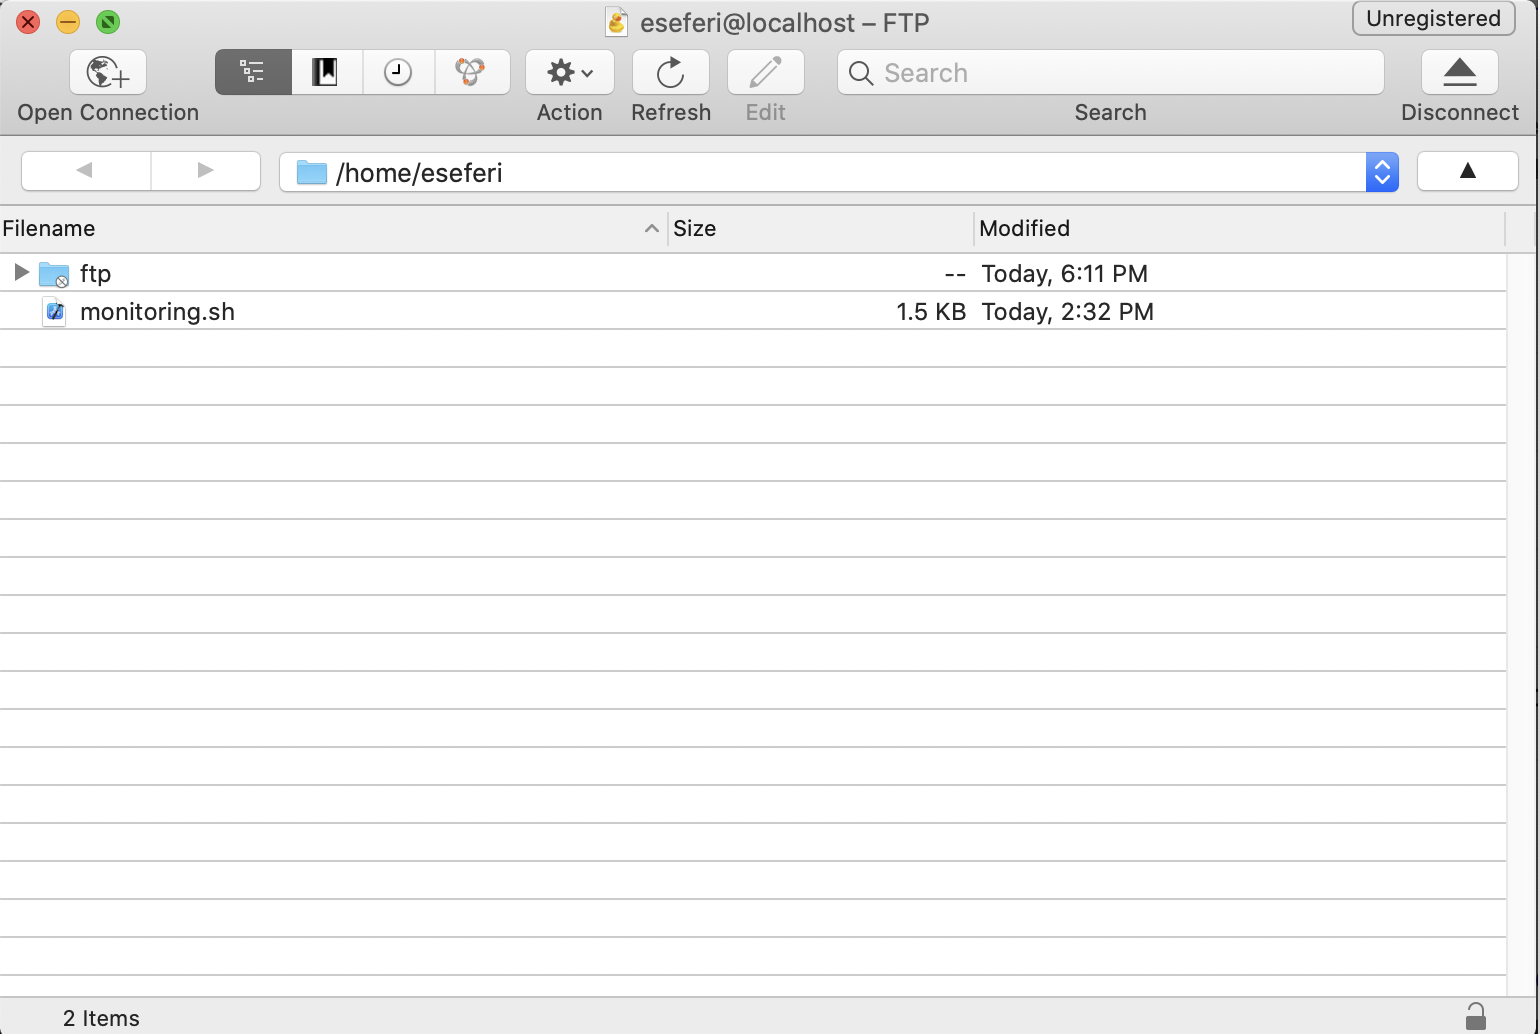 eseferi@localhost – FTP
Unregistered
Search
Open Connection
Action
Refresh
Edit
Search
Disconnect
/home/eseferi
Filename Size Modified
ftp -- Today, 6:11 PM
monitoring.sh 1.5 KB Today, 2:32 PM
2 Items